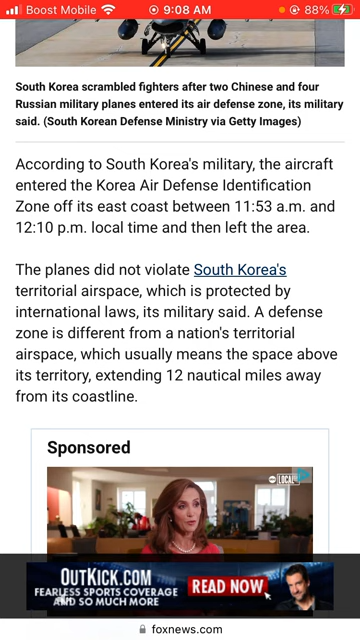 Boost Mobile 9:08 AM 88%
South Korea scrambled fighters after two Chinese and four
Russian military planes entered its air defense zone, its military
said. (South Korean Defense Ministry via Getty Images)
According to South Korea's military, the aircraft
entered the Korea Air Defense Identification
Zone off its east coast between 11:53 a.m. and
12:10 p.m. local time and then left the area.
The planes did not violate South Korea's
territorial airspace, which is protected by
international laws, its military said. A defense
zone is different from a nation's territorial
airspace, which usually means the space above
its territory, extending 12 nautical miles away
from its coastline.
Sponsored
abc LOCALISH
OUTKICK.COM
FEARLESS SPORTS COVERAGE
AND SO MUCH MORE
READ NOW
foxnews.com